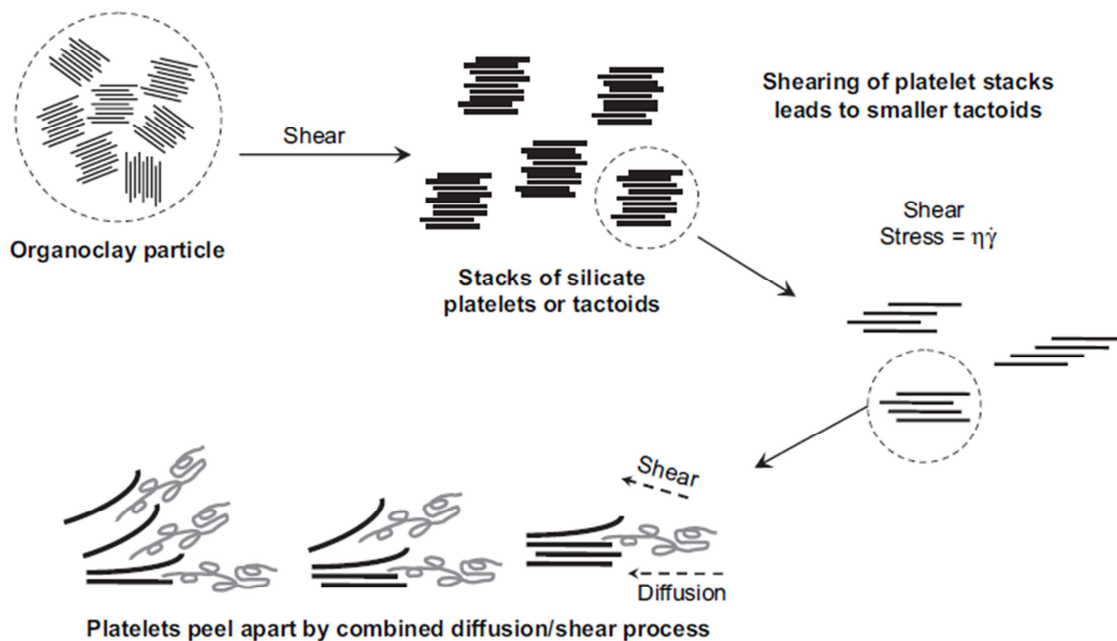 Shear
Organoclay particle
Stacks of silicate
platelets or tactoids
Shearing of platelet stacks
leads to smaller tactoids
Shear
Stress = ηγ̇
Shear
Diffusion
Platelets peel apart by combined diffusion/shear process